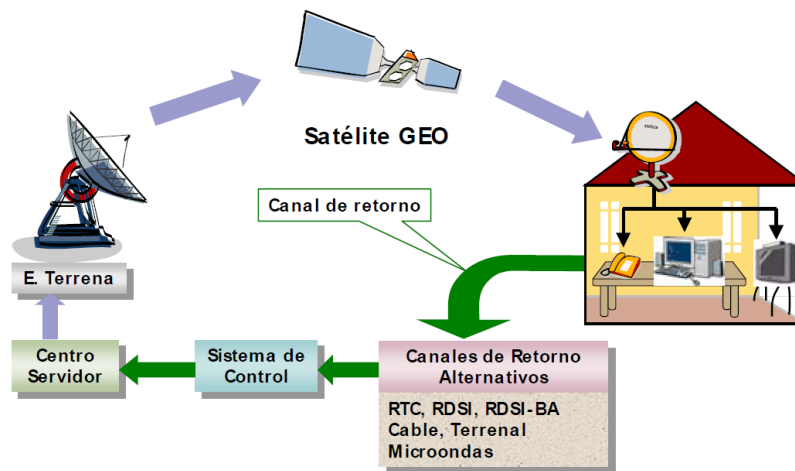 Satélite GEO
Canal de retorno
E. Terrena
Centro
Servidor
Sistema de
Control
Canales de Retorno
Alternativos
RTC, RDSI, RDSI-BA
Cable, Terrenal
Microondas